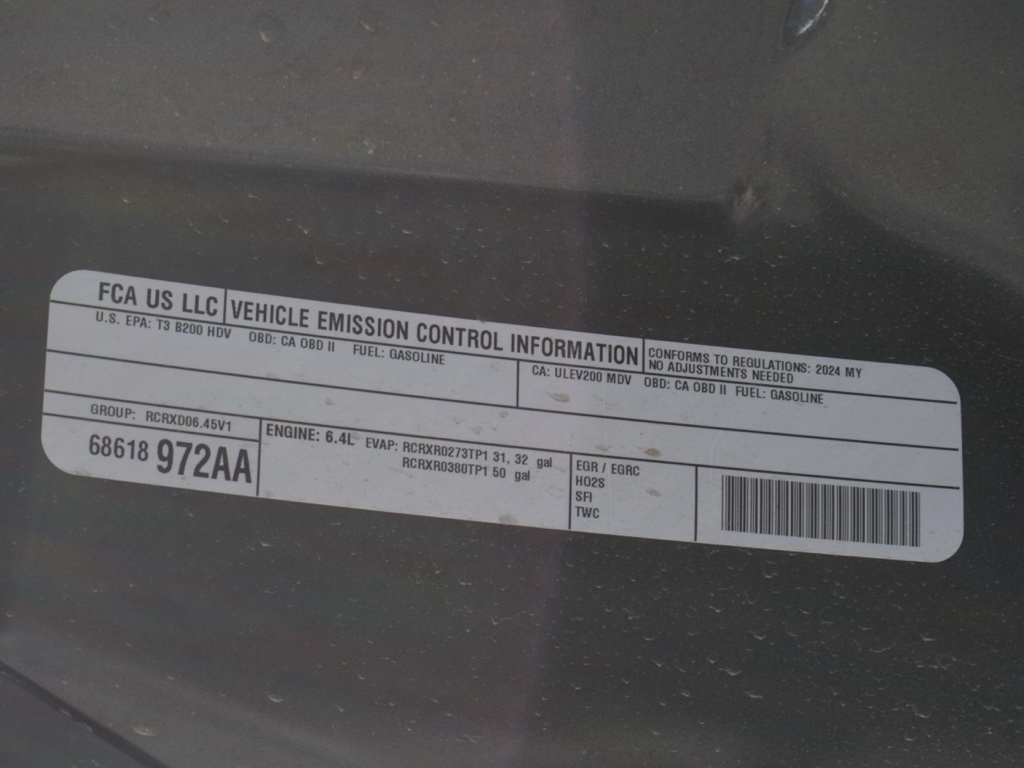 FCA US LLC VEHICLE EMISSION CONTROL INFORMATION
CONFORMS TO REGULATIONS: 2024 MY
NO ADJUSTMENTS NEEDED
U.S. EPA: T3 B200 HDV OBD: CA OBD II FUEL: GASOLINE
CA: ULEV200 MDV OBD: CA OBD II FUEL: GASOLINE
GROUP: RCRXD06.45V1
68618 972AA
ENGINE: 6.4L EVAP: RCRXR0273TP1 31, 32 gal
RCRXR0380TP1 50 gal
EGR / EGRC
HO2S
SFI
TWC